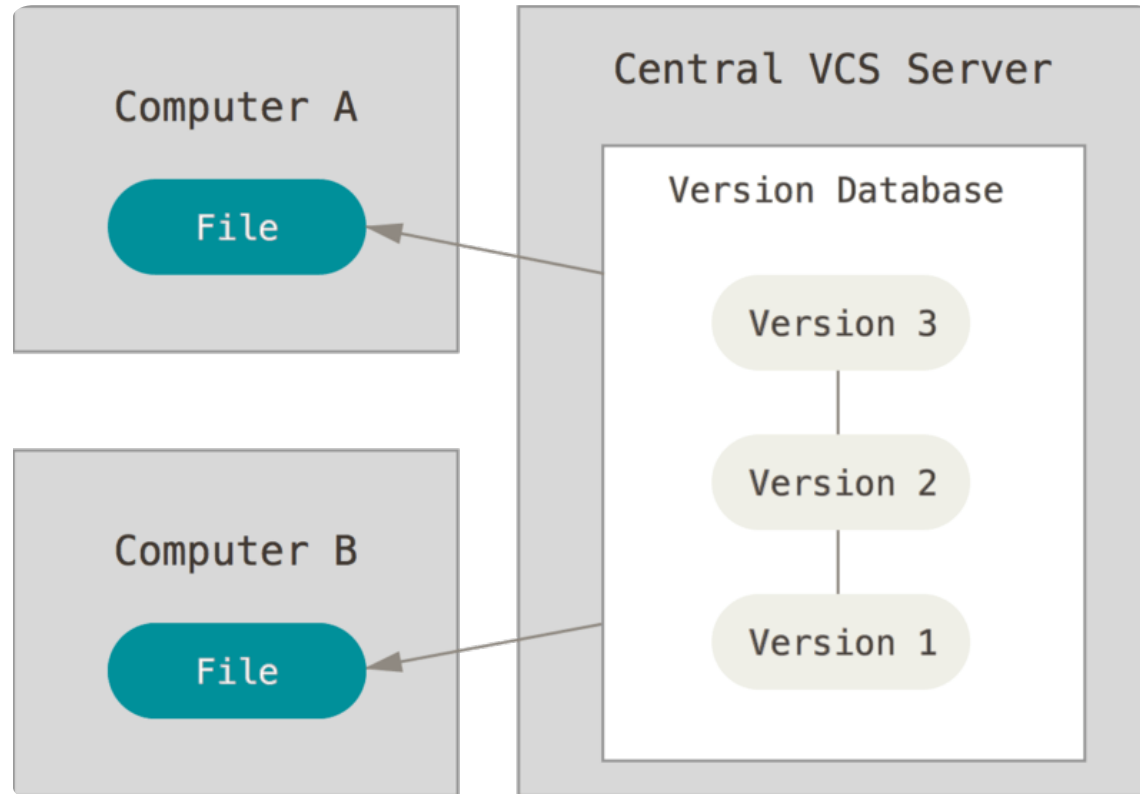 Computer A
File
Computer B
File
Central VCS Server
Version Database
Version 3
Version 2
Version 1